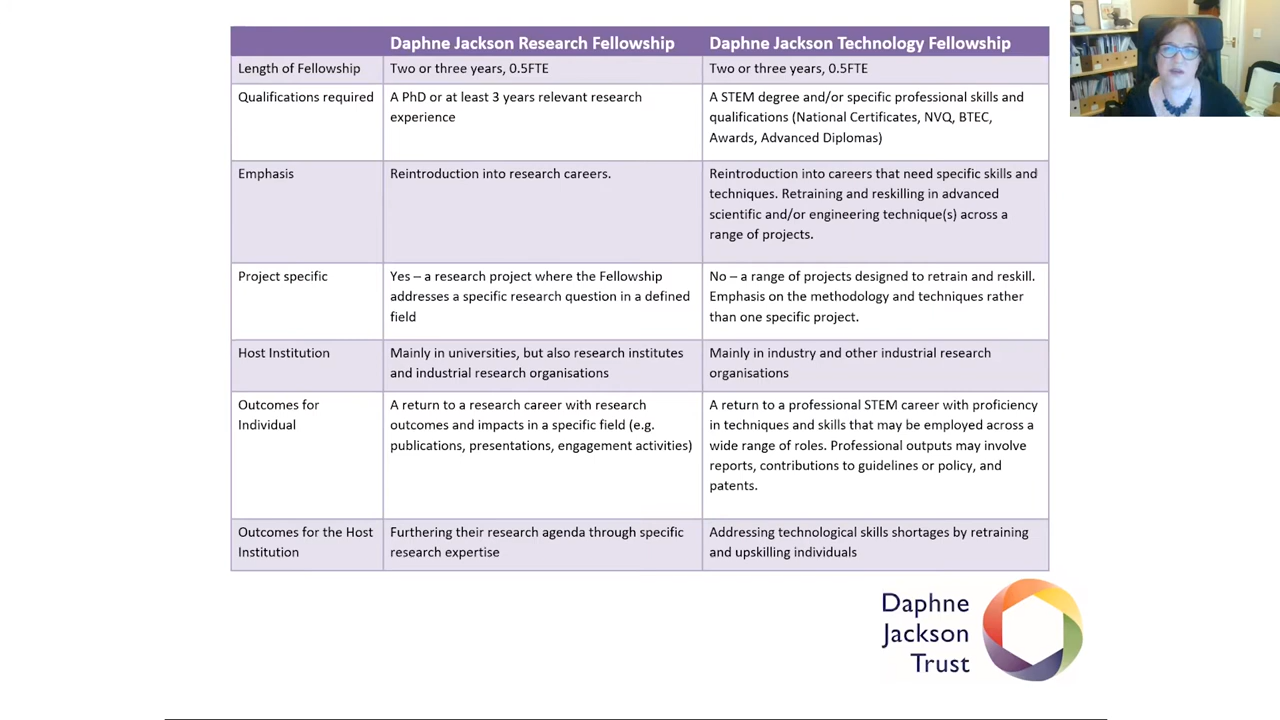 Daphne Jackson Research Fellowship
Daphne Jackson Technology Fellowship
Length of Fellowship
Two or three years, 0.5FTE
Two or three years, 0.5FTE
Qualifications required
A PhD or at least 3 years relevant research
experience
A STEM degree and/or specific professional skills and
qualifications (National Certificates, NVQ, BTEC,
Awards, Advanced Diplomas)
Emphasis
Reintroduction into research careers.
Reintroduction into careers that need specific skills and
techniques. Retraining and reskilling in advanced
scientific and/or engineering technique(s) across a
range of projects.
Project specific
Yes – a research project where the Fellowship
addresses a specific research question in a defined
field
No – a range of projects designed to retrain and reskill.
Emphasis on the methodology and techniques rather
than one specific project.
Host Institution
Mainly in universities, but also research institutes
and industrial research organisations
Mainly in industry and other industrial research
organisations
Outcomes for
Individual
A return to a research career with research
outcomes and impacts in a specific field (e.g.
publications, presentations, engagement activities)
A return to a professional STEM career with proficiency
in techniques and skills that may be employed across a
wide range of roles. Professional outputs may involve
reports, contributions to guidelines or policy, and
patents.
Outcomes for the Host
Institution
Furthering their research agenda through specific
research expertise
Addressing technological skills shortages by retraining
and upskilling individuals
Daphne
Jackson
Trust